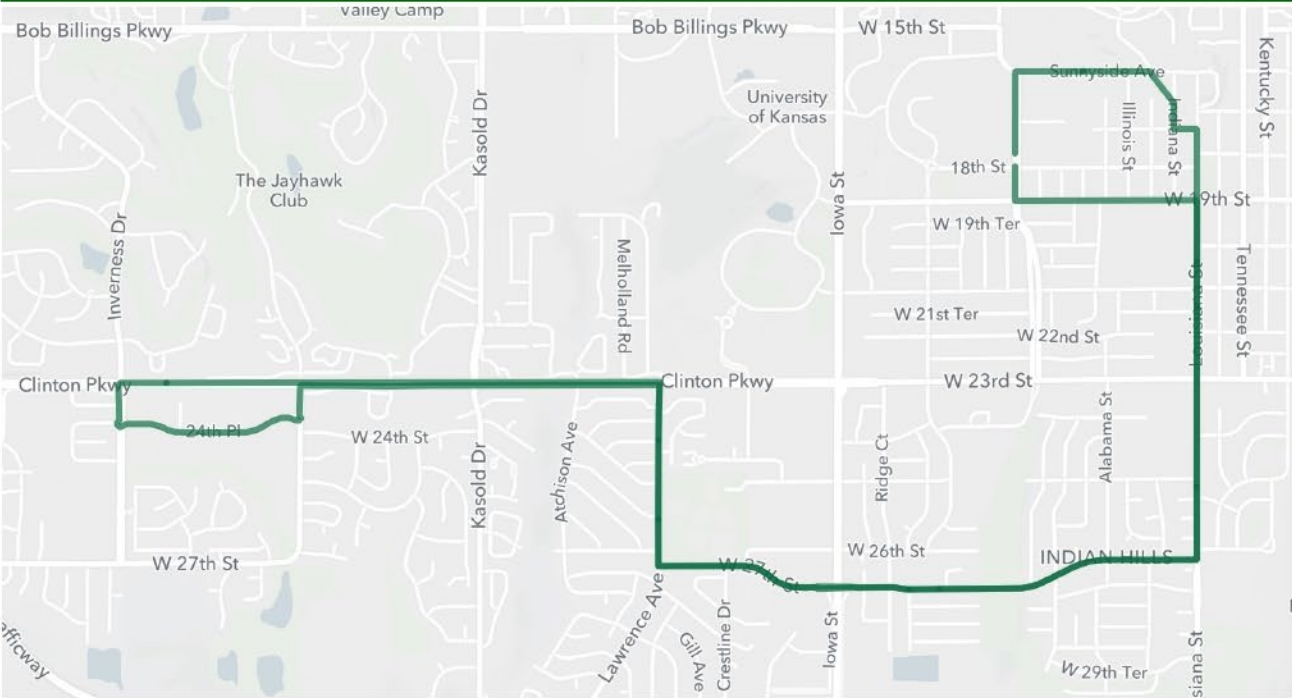 Valley Camp
Bob Billings Pkwy
Bob Billings Pkwy
W 15th St
Kentucky St
Sunnyside Ave
University
of Kansas
Kasold Dr
Illinois St
Indiana St
18th St
The Jayhawk
Club
Iowa St
W 19th St
W 19th Ter
Inverness Dr
Melholland Rd
Louisiana St
Tennessee St
W 21st Ter
W 22nd St
Clinton Pkwy
Clinton Pkwy
W 23rd St
24th Pl
W 24th St
Atchison Ave
Kasold Dr
Ridge Ct
Alabama St
W 27th St
W 27th St
W 26th St
INDIAN HILLS
Lawrence Ave
Crestline Dr
Gill Ave
Iowa St
W 29th Ter
siana St
afficway